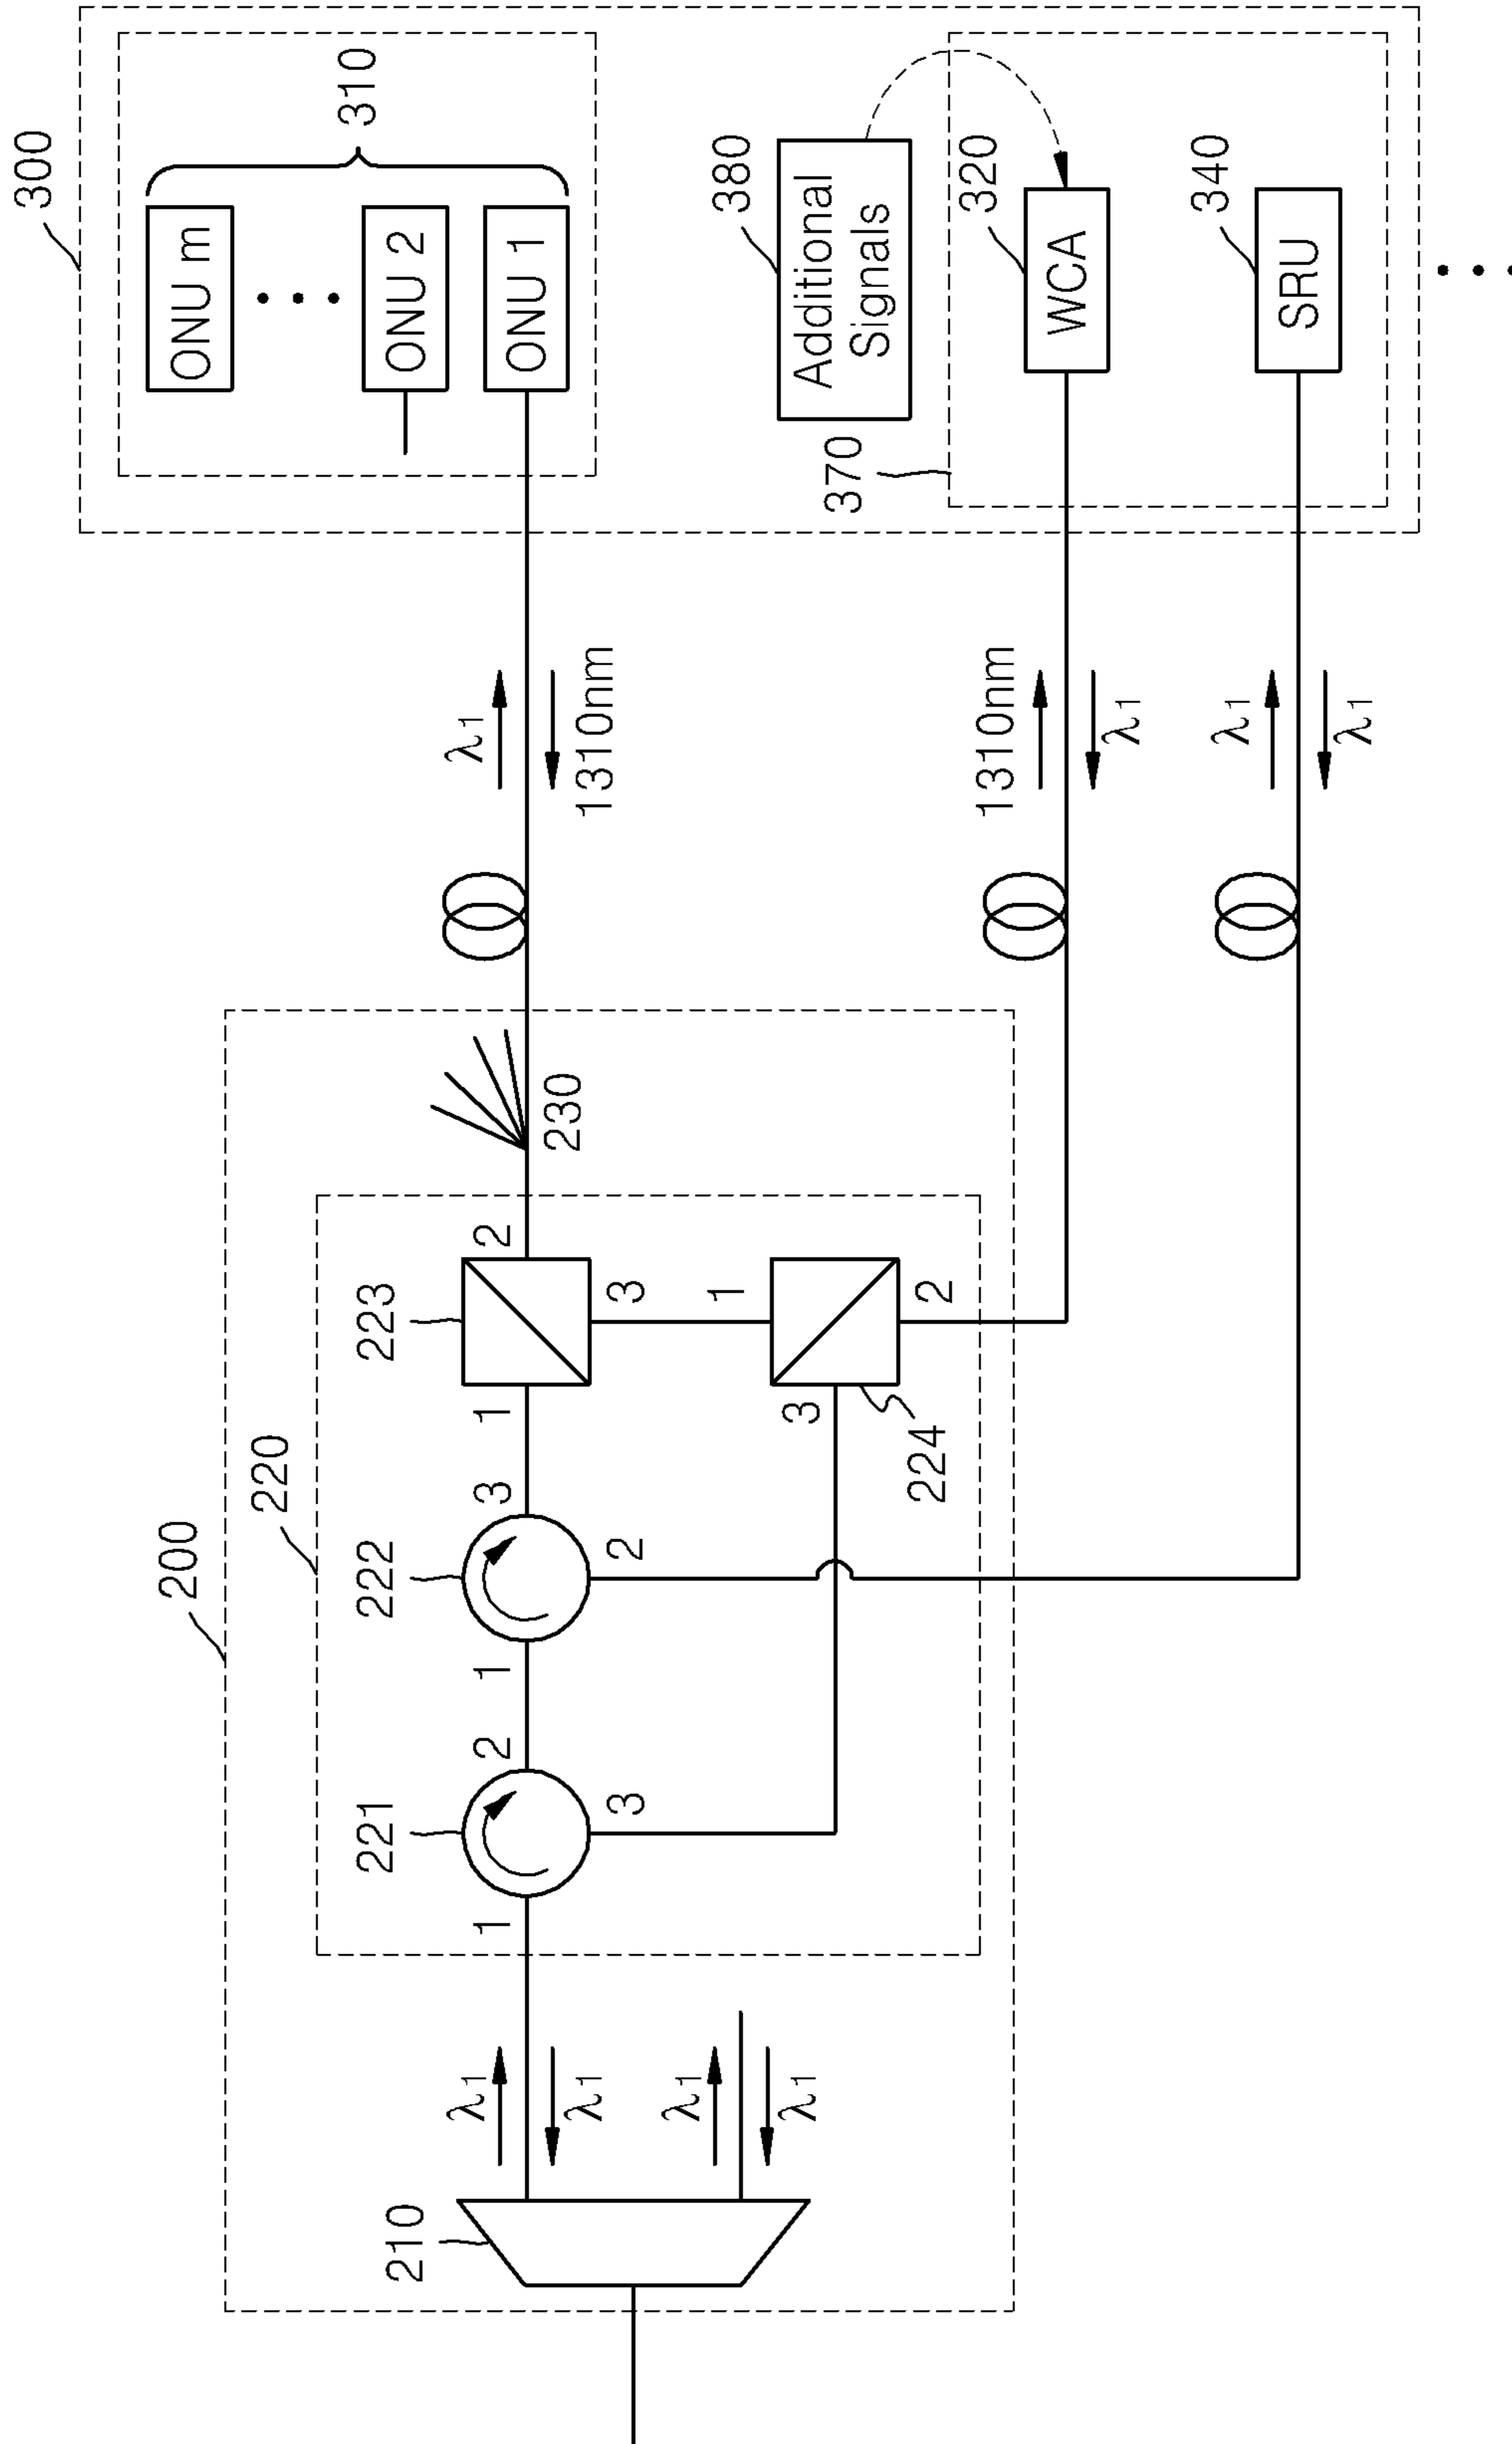 300
310
ONU m
ONU 2
ONU 1
380
Additional
Signals
370
320
WCA
340
SRU
λ1
1310nm
1310nm
λ1
λ1
λ1
200
220
230
223
2
1
3
224
1
2
3
222
3
2
1
221
2
3
1
λ1
λ1
λ1
λ1
210